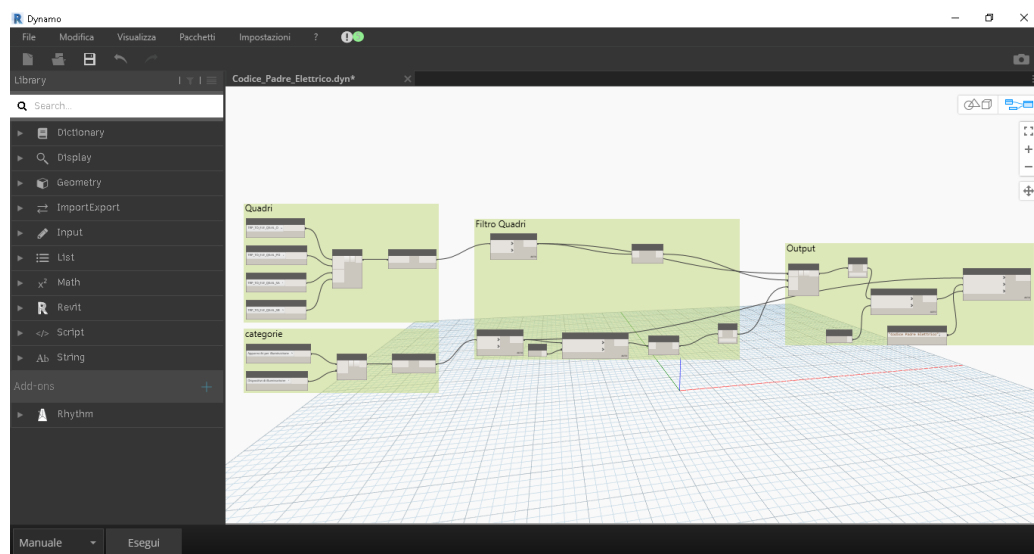 Dynamo
File Modifica Visualizza Pacchetti Impostazioni ?
Library
Codice_Padre_Elettrico.dyn*
Search...
Dictionary
Display
Geometry
ImportExport
Input
List
Math
Revit
Script
String
Add-ons
Rhythm
Quadri
Filtro Quadri
Output
categorie
Manuale
Esegui